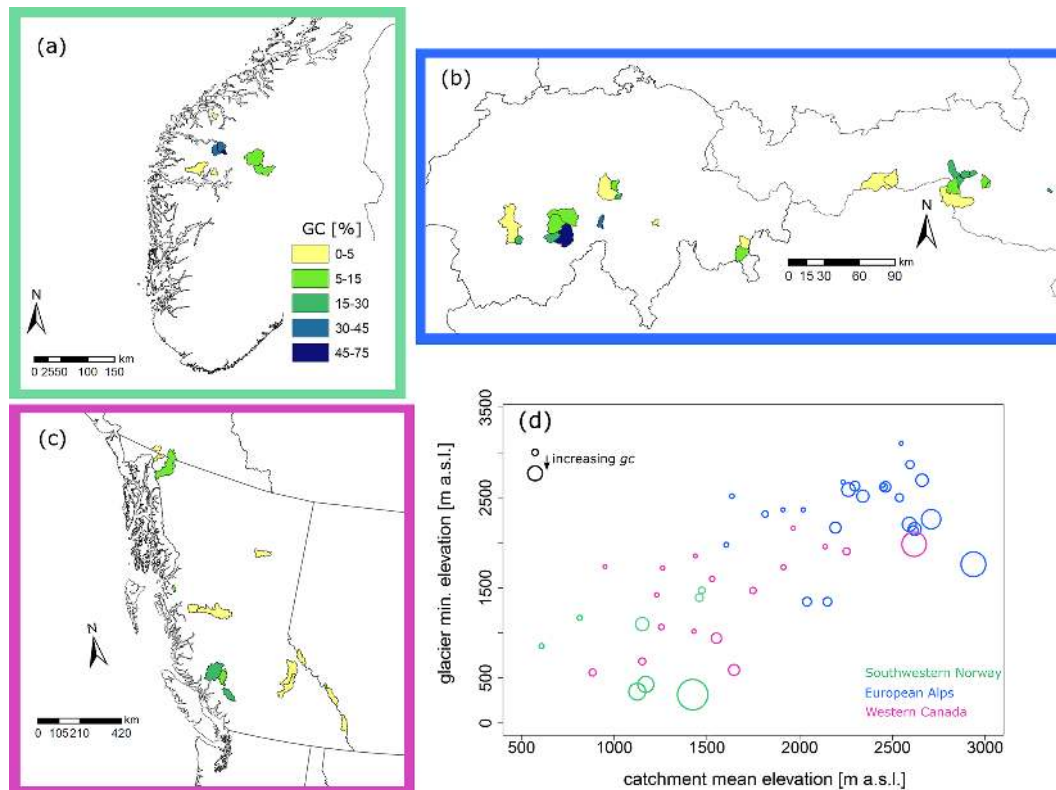 (a)
GC [%]
0-5
5-15
15-30
30-45
45-75
N
km
0 2550 100 150
(b)
N
km
0 15 30 60 90
(c)
N
km
0 105210 420
(d)
increasing gc
glacier min. elevation [m a.s.l.]
3500
2500
1500
500
0
Southwestern Norway
European Alps
Western Canada
500 1000 1500 2000 2500 3000
catchment mean elevation [m a.s.l.]